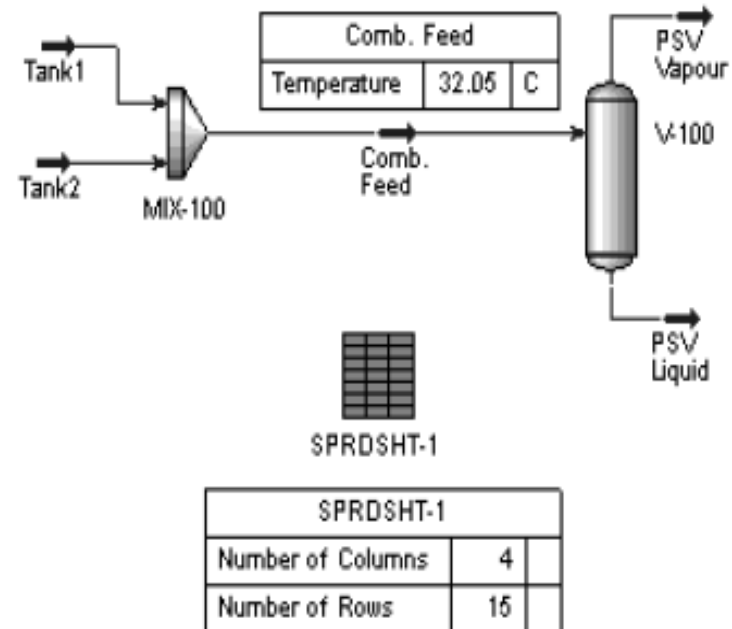 Comb. Feed
Temperature 32.05 C
Tank1
Tank2
MIX-100
Comb.
Feed
PSV
Vapour
V-100
PSV
Liquid
SPRDSHT-1
SPRDSHT-1
Number of Columns 4
Number of Rows 15